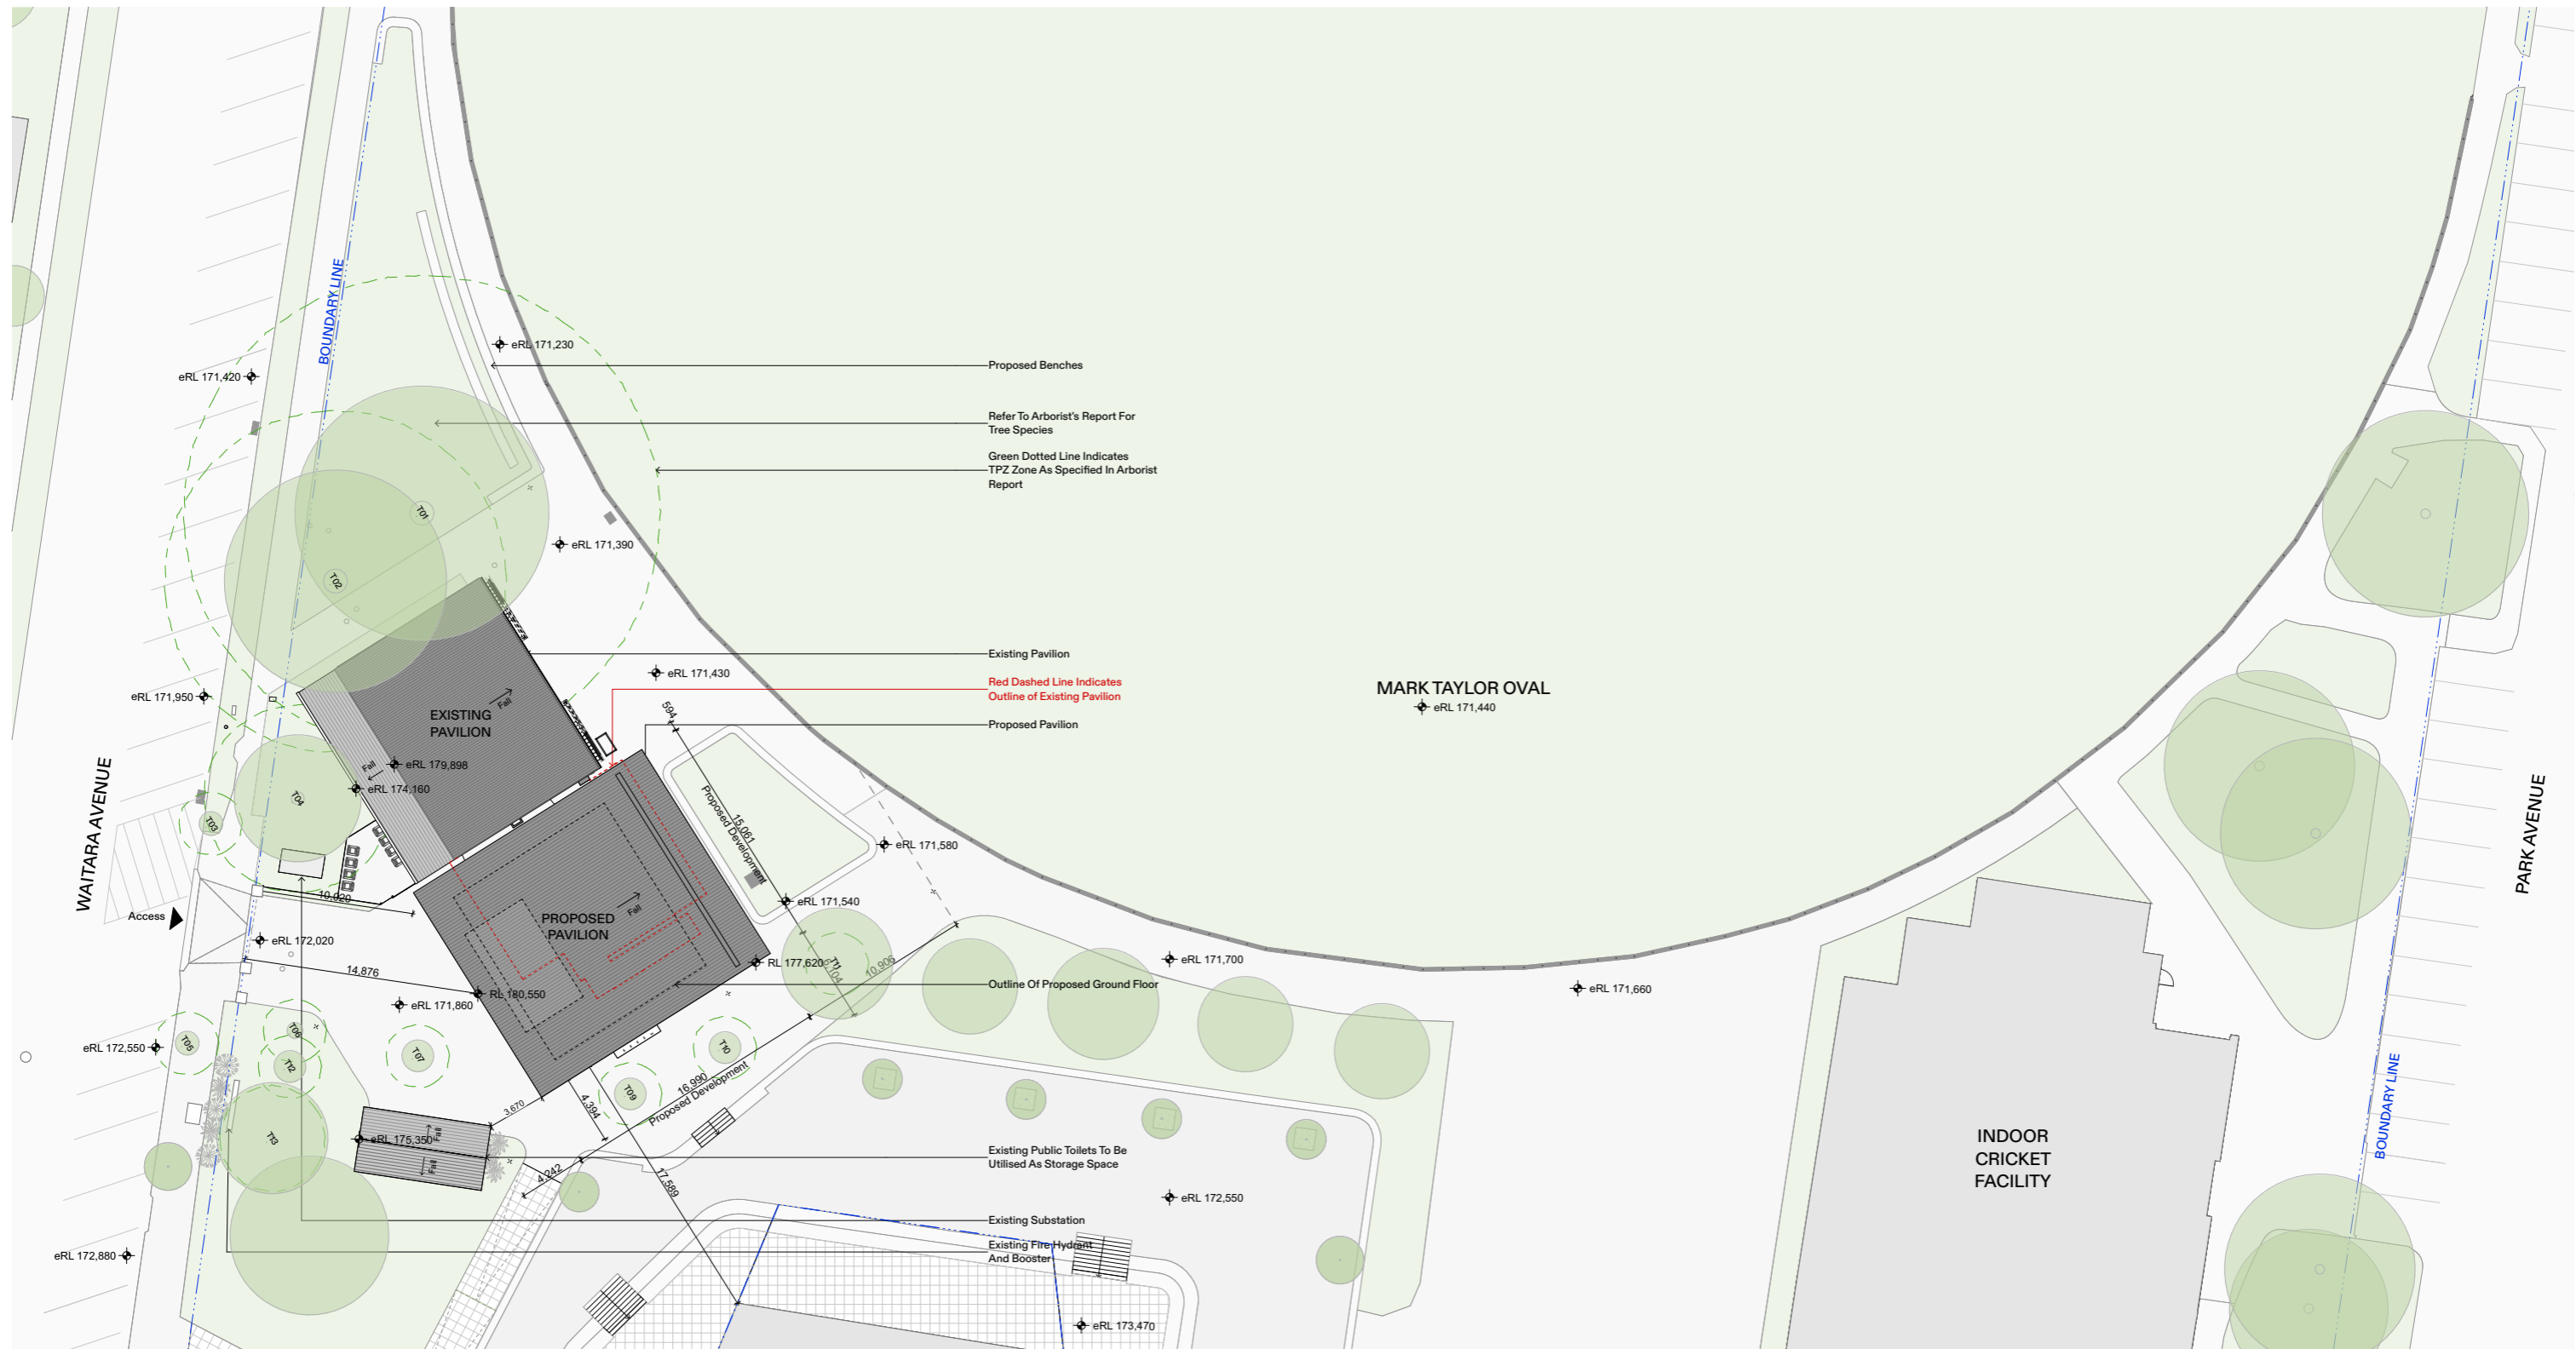 BOUNDARY LINE
eRL 171,230
eRL 171,420
Proposed Benches
Refer To Arborist's Report For
Tree Species
Green Dotted Line Indicates
TPZ Zone As Specified In Arborist
Report
T01
eRL 171,390
T02
Existing Pavilion
eRL 171,430
Red Dashed Line Indicates
Outline of Existing Pavilion
Proposed Pavilion
MARK TAYLOR OVAL
eRL 171,440
eRL 171,950
EXISTING
PAVILION
Fall
594
Fall
eRL 179,898
eRL 174,160
T04
T03
WAITARA AVENUE
15,061
Proposed Development
eRL 171,580
PARK AVENUE
10,020
Access
eRL 171,540
PROPOSED
PAVILION
Fall
eRL 172,020
14,876
RL 177,620
T11
10,906
eRL 171,700
Outline Of Proposed Ground Floor
RL 180,550
eRL 171,660
eRL 171,860
T05
T06
T07
T10
eRL 172,550
T12
T09
16,990
Proposed Development
4,394
3,670
T13
eRL 175,350
Fall
Fall
BOUNDARY LINE
INDOOR
CRICKET
FACILITY
Existing Public Toilets To Be
Utilised As Storage Space
4,242
17,589
eRL 172,550
Existing Substation
Existing Fire Hydrant
And Booster
eRL 172,880
eRL 173,470